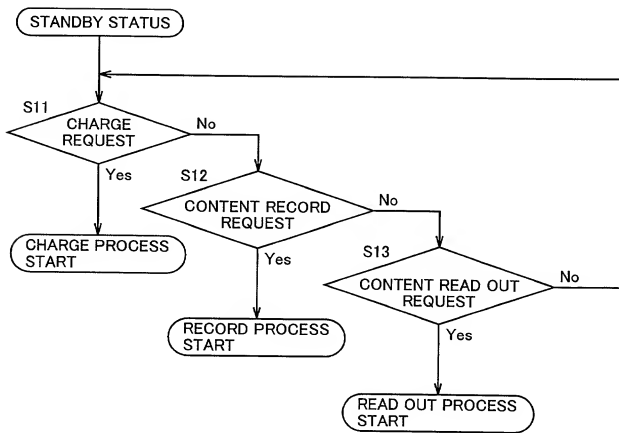 STANDBY STATUS
S11
CHARGE
REQUEST
No
Yes
S12
CONTENT RECORD
REQUEST
No
CHARGE PROCESS
START
Yes
S13
CONTENT READ OUT
REQUEST
No
RECORD PROCESS
START
Yes
READ OUT PROCESS
START